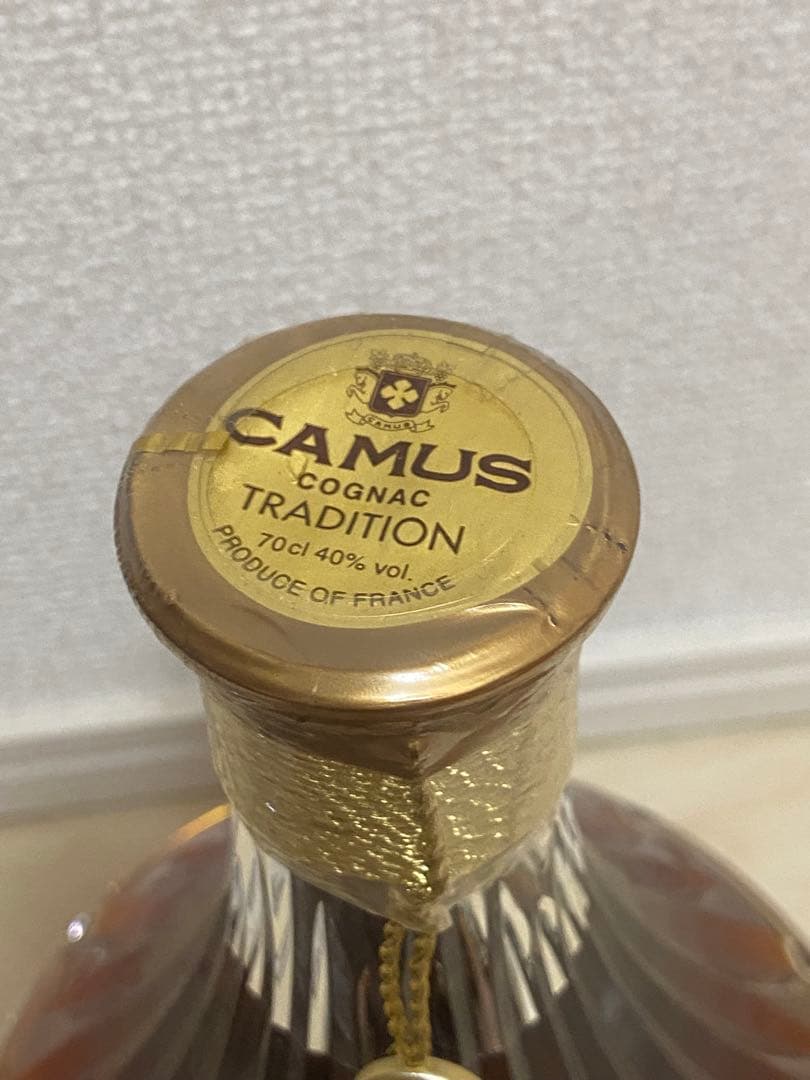 CAMUS
CAMUS
COGNAC
TRADITION
70cl 40% vol.
PRODUCE OF FRANCE